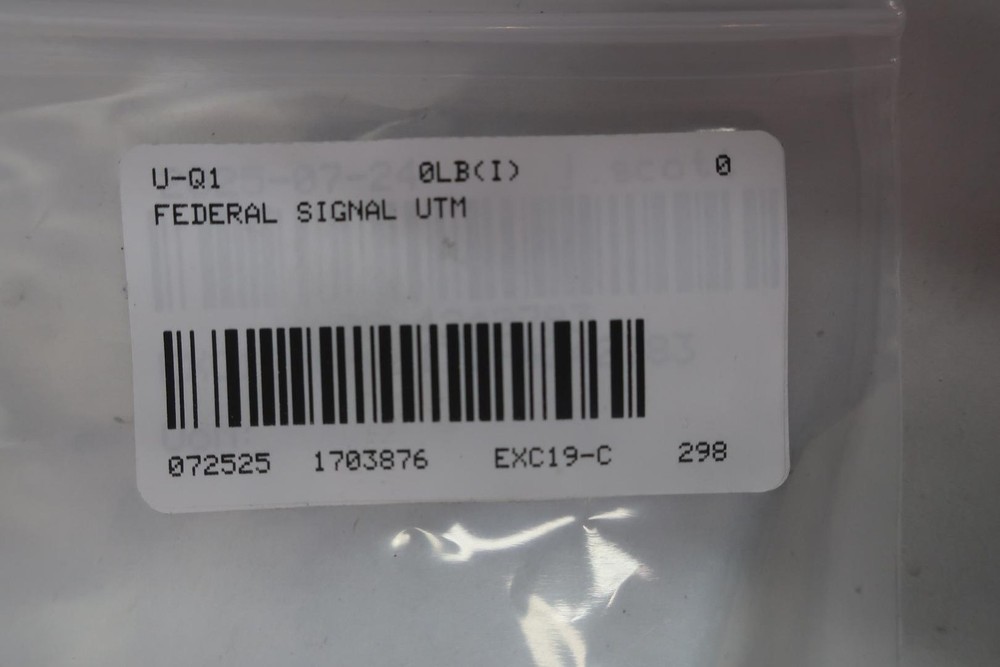 U-Q1 0LB(I) 0
FEDERAL SIGNAL UTM
072525 1703876 EXC19-C 298